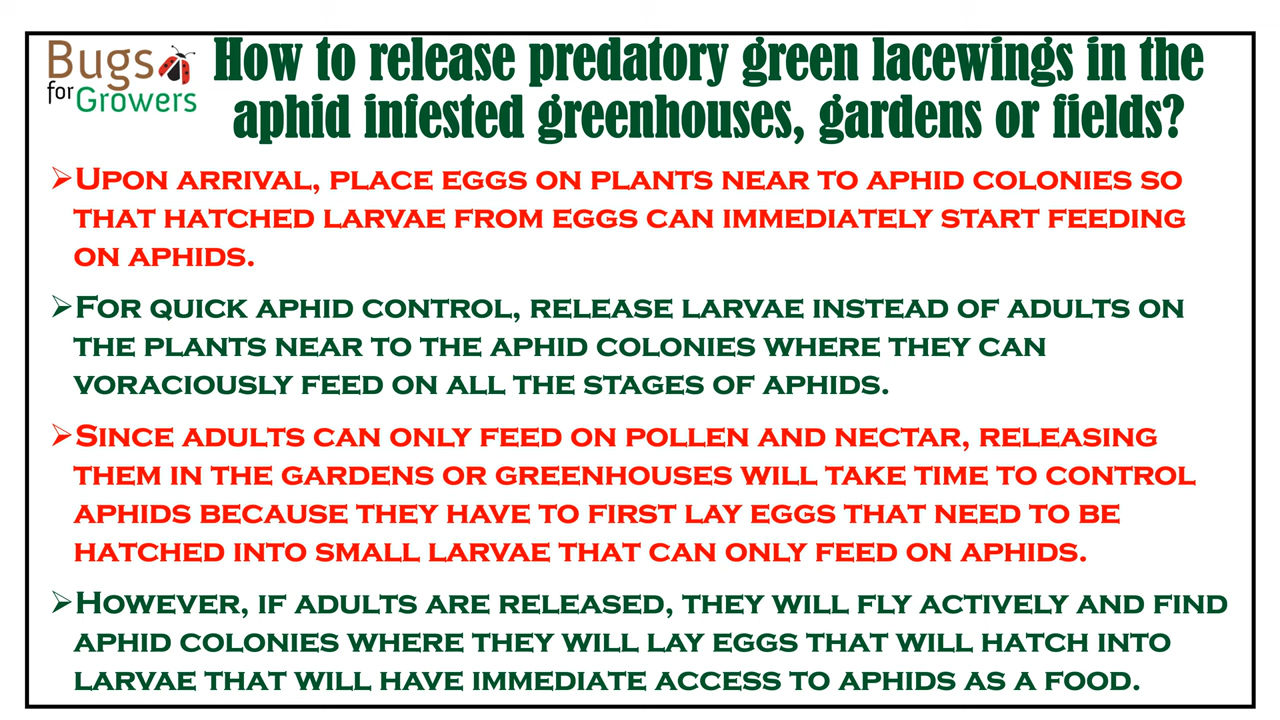 Bugs
for Growers
How to release predatory green lacewings in the
aphid infested greenhouses, gardens or fields?
➢UPON ARRIVAL, PLACE EGGS ON PLANTS NEAR TO APHID COLONIES SO
THAT HATCHED LARVAE FROM EGGS CAN IMMEDIATELY START FEEDING
ON APHIDS.
➢FOR QUICK APHID CONTROL, RELEASE LARVAE INSTEAD OF ADULTS ON
THE PLANTS NEAR TO THE APHID COLONIES WHERE THEY CAN
VORACIOUSLY FEED ON ALL THE STAGES OF APHIDS.
➢SINCE ADULTS CAN ONLY FEED ON POLLEN AND NECTAR, RELEASING
THEM IN THE GARDENS OR GREENHOUSES WILL TAKE TIME TO CONTROL
APHIDS BECAUSE THEY HAVE TO FIRST LAY EGGS THAT NEED TO BE
HATCHED INTO SMALL LARVAE THAT CAN ONLY FEED ON APHIDS.
➢HOWEVER, IF ADULTS ARE RELEASED, THEY WILL FLY ACTIVELY AND FIND
APHID COLONIES WHERE THEY WILL LAY EGGS THAT WILL HATCH INTO
LARVAE THAT WILL HAVE IMMEDIATE ACCESS TO APHIDS AS A FOOD.